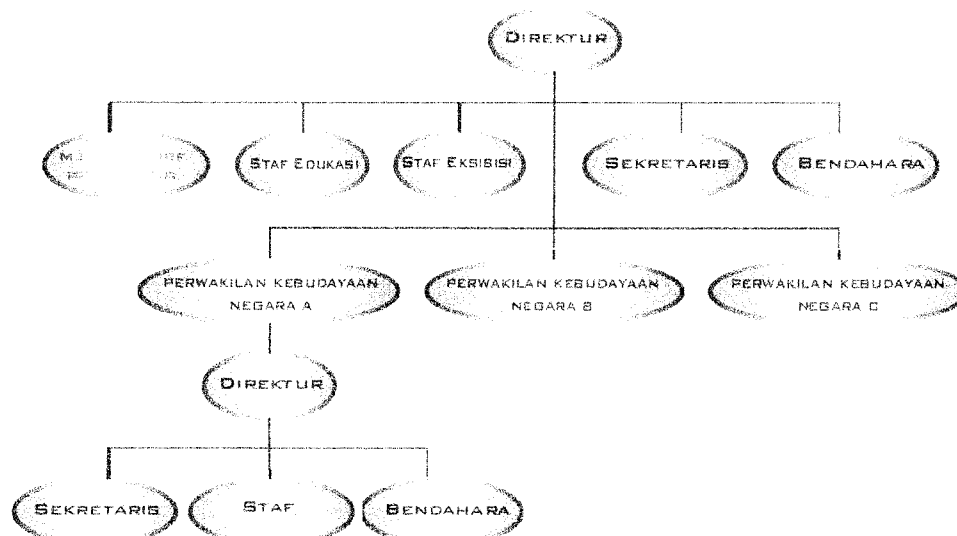 DIREKTUR
STAF EDUKASI
STAF EKSIBISI
SEKRETARIS
BENDAHARA
PERWAKILAN KEBUDAYAAN
NEGARA A
PERWAKILAN KEBUDAYAAN
NEGARA B
PERWAKILAN KEBUDAYAAN
NEGARA C
DIREKTUR
SEKRETARIS
STAF
BENDAHARA